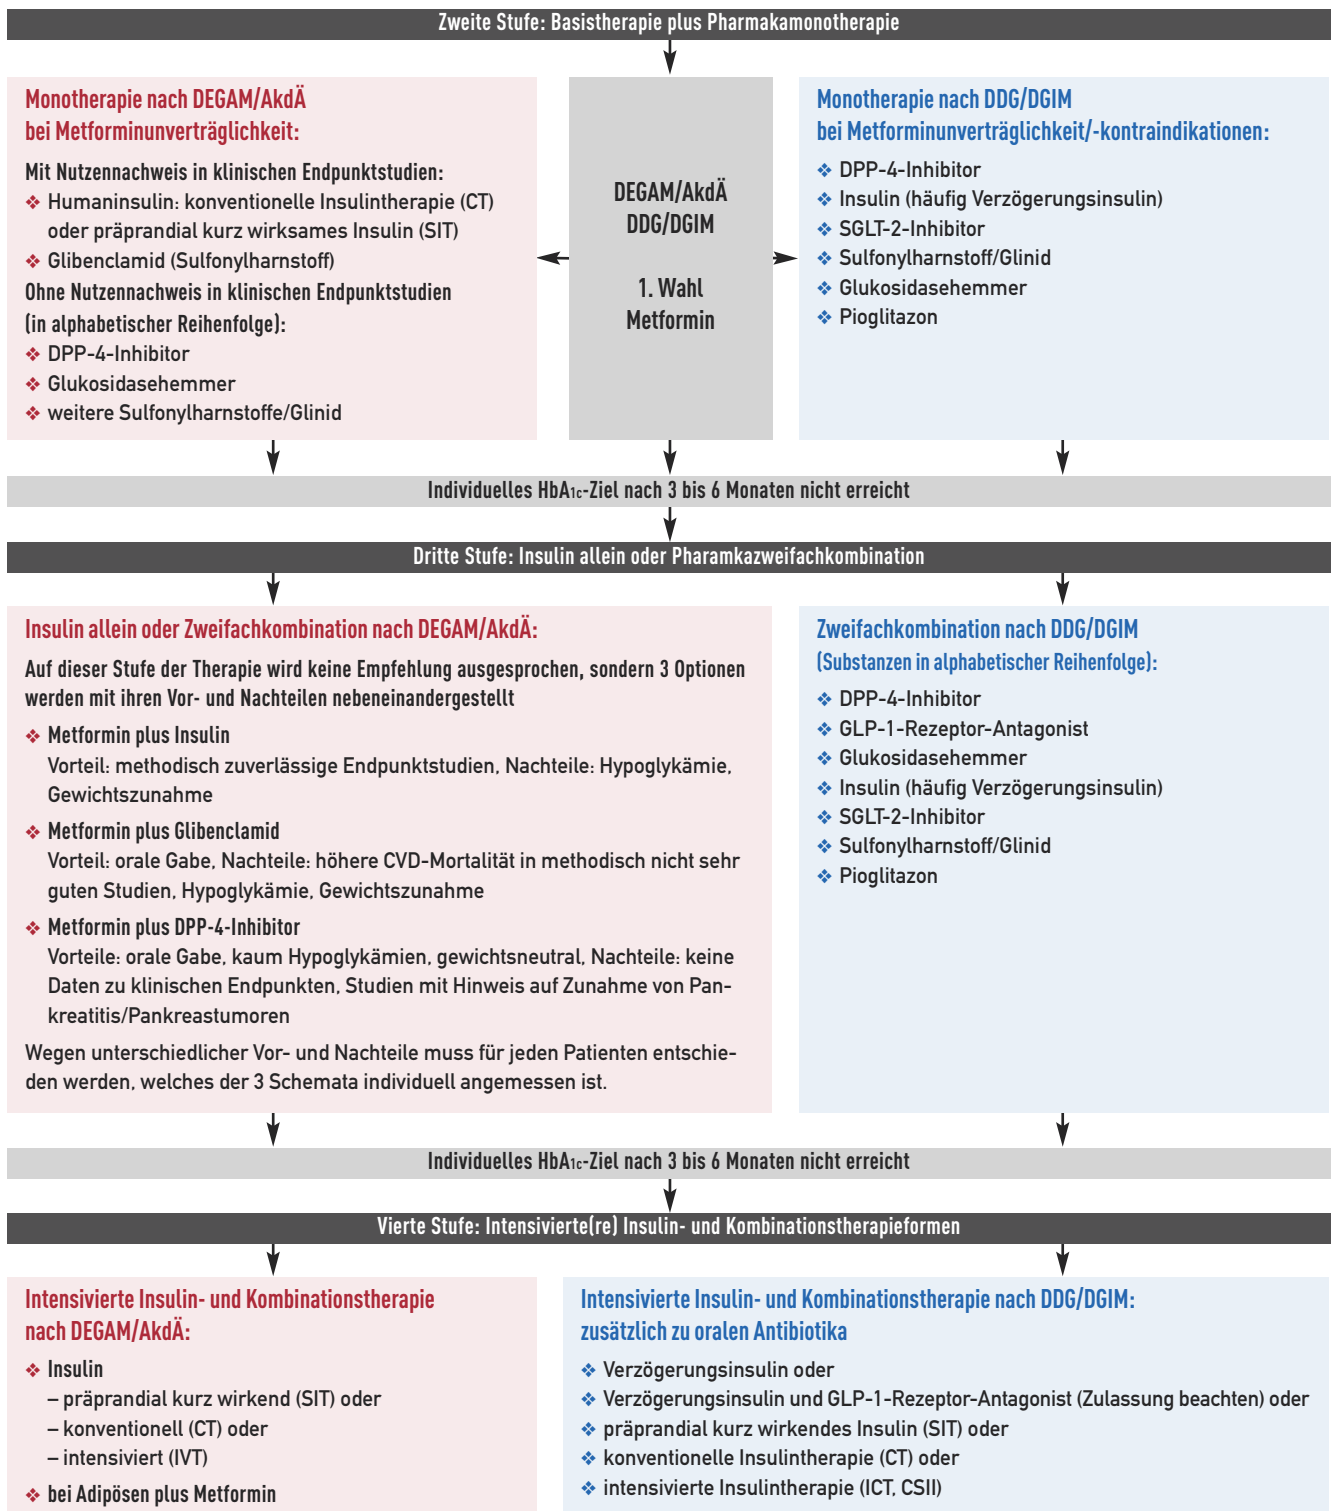 Zweite Stufe: Basistherapie plus Pharmakamonotherapie
Monotherapie nach DEGAM/AkdÄ
bei Metforminunverträglichkeit:
Mit Nutzennachweis in klinischen Endpunktstudien:
❖ Humaninsulin: konventionelle Insulintherapie (CT)
oder präprandial kurz wirksames Insulin (SIT)
❖ Glibenclamid (Sulfonylharnstoff)
Ohne Nutzennachweis in klinischen Endpunktstudien
(in alphabetischer Reihenfolge):
❖ DPP-4-Inhibitor
❖ Glukosidasehemmer
❖ weitere Sulfonylharnstoffe/Glinid
DEGAM/AkdÄ
DDG/DGIM
1. Wahl
Metformin
Monotherapie nach DDG/DGIM
bei Metforminunverträglichkeit/-kontraindikationen:
❖ DPP-4-Inhibitor
❖ Insulin (häufig Verzögerungsinsulin)
❖ SGLT-2-Inhibitor
❖ Sulfonylharnstoff/Glinid
❖ Glukosidasehemmer
❖ Pioglitazon
Individuelles HbA1c-Ziel nach 3 bis 6 Monaten nicht erreicht
Dritte Stufe: Insulin allein oder Pharamkazweifachkombination
Insulin allein oder Zweifachkombination nach DEGAM/AkdÄ:
Auf dieser Stufe der Therapie wird keine Empfehlung ausgesprochen, sondern 3 Optionen
werden mit ihren Vor- und Nachteilen nebeneinandergestellt
❖ Metformin plus Insulin
Vorteil: methodisch zuverlässige Endpunktstudien, Nachteile: Hypoglykämie,
Gewichtszunahme
❖ Metformin plus Glibenclamid
Vorteil: orale Gabe, Nachteile: höhere CVD-Mortalität in methodisch nicht sehr
guten Studien, Hypoglykämie, Gewichtszunahme
❖ Metformin plus DPP-4-Inhibitor
Vorteile: orale Gabe, kaum Hypoglykämien, gewichtsneutral, Nachteile: keine
Daten zu klinischen Endpunkten, Studien mit Hinweis auf Zunahme von Pan-
kreatitis/Pankreastumoren
Wegen unterschiedlicher Vor- und Nachteile muss für jeden Patienten entschie-
den werden, welches der 3 Schemata individuell angemessen ist.
Zweifachkombination nach DDG/DGIM
(Substanzen in alphabetischer Reihenfolge):
❖ DPP-4-Inhibitor
❖ GLP-1-Rezeptor-Antagonist
❖ Glukosidasehemmer
❖ Insulin (häufig Verzögerungsinsulin)
❖ SGLT-2-Inhibitor
❖ Sulfonylharnstoff/Glinid
❖ Pioglitazon
Individuelles HbA1c-Ziel nach 3 bis 6 Monaten nicht erreicht
Vierte Stufe: Intensivierte(re) Insulin- und Kombinationstherapieformen
Intensivierte Insulin- und Kombinationstherapie
nach DEGAM/AkdÄ:
❖ Insulin
– präprandial kurz wirkend (SIT) oder
– konventionell (CT) oder
– intensiviert (IVT)
❖ bei Adipösen plus Metformin
Intensivierte Insulin- und Kombinationstherapie nach DDG/DGIM:
zusätzlich zu oralen Antibiotika
❖ Verzögerungsinsulin oder
❖ Verzögerungsinsulin und GLP-1-Rezeptor-Antagonist (Zulassung beachten) oder
❖ präprandial kurz wirkendes Insulin (SIT) oder
❖ konventionelle Insulintherapie (CT) oder
❖ intensivierte Insulintherapie (ICT, CSII)